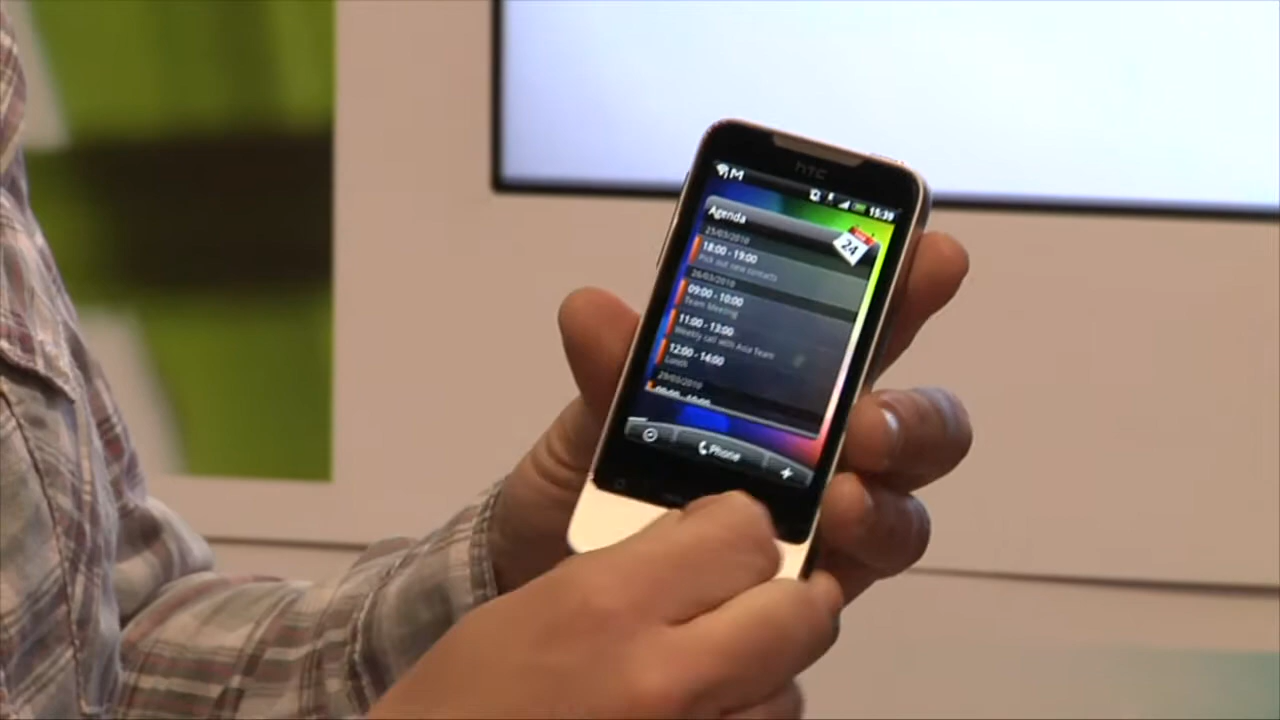 hTC
15:39
Agenda
24
25/03/2010
18:00 - 19:00
Pick out new contacts
26/03/2010
09:00 - 10:00
Team Meeting
11:00 - 13:00
Weekly call with Asia Team
12:00 - 14:00
Lunch
29/03/2010
Phone